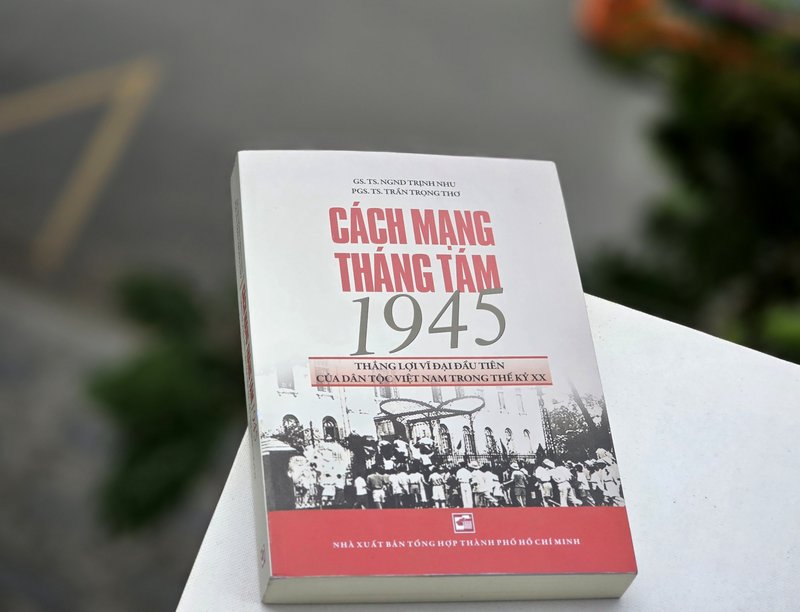 GS. TS. NGND TRỊNH NHU
PGS. TS. TRẦN TRỌNG THƠ
CÁCH MẠNG
THÁNG TÁM
1945
THẮNG LỢI VĨ ĐẠI ĐẦU TIÊN
CỦA DÂN TỘC VIỆT NAM TRONG THẾ KỶ XX
NHÀ XUẤT BẢN TỔNG HỢP THÀNH PHỐ HỒ CHÍ MINH